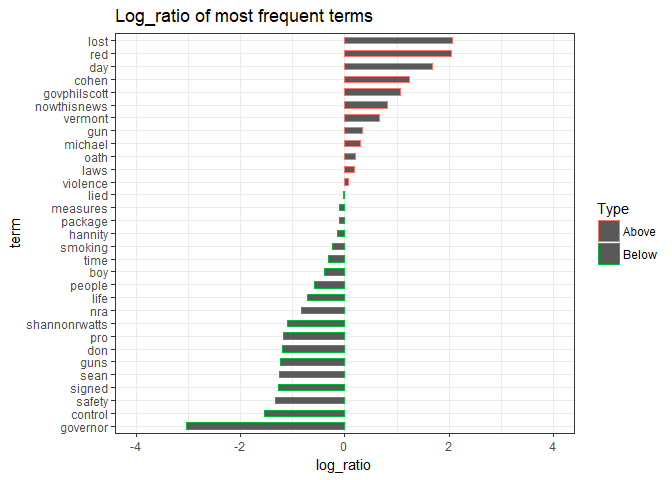 Log_ratio of most frequent terms
lost
red
day
cohen
govphilscott
nowthisnews
vermont
gun
michael
oath
laws
violence
lied
measures
package
hannity
smoking
time
boy
people
life
nra
shannonrwatts
pro
don
guns
sean
signed
safety
control
governor
term
-4
-2
0
2
4
log_ratio
Type
Above
Below